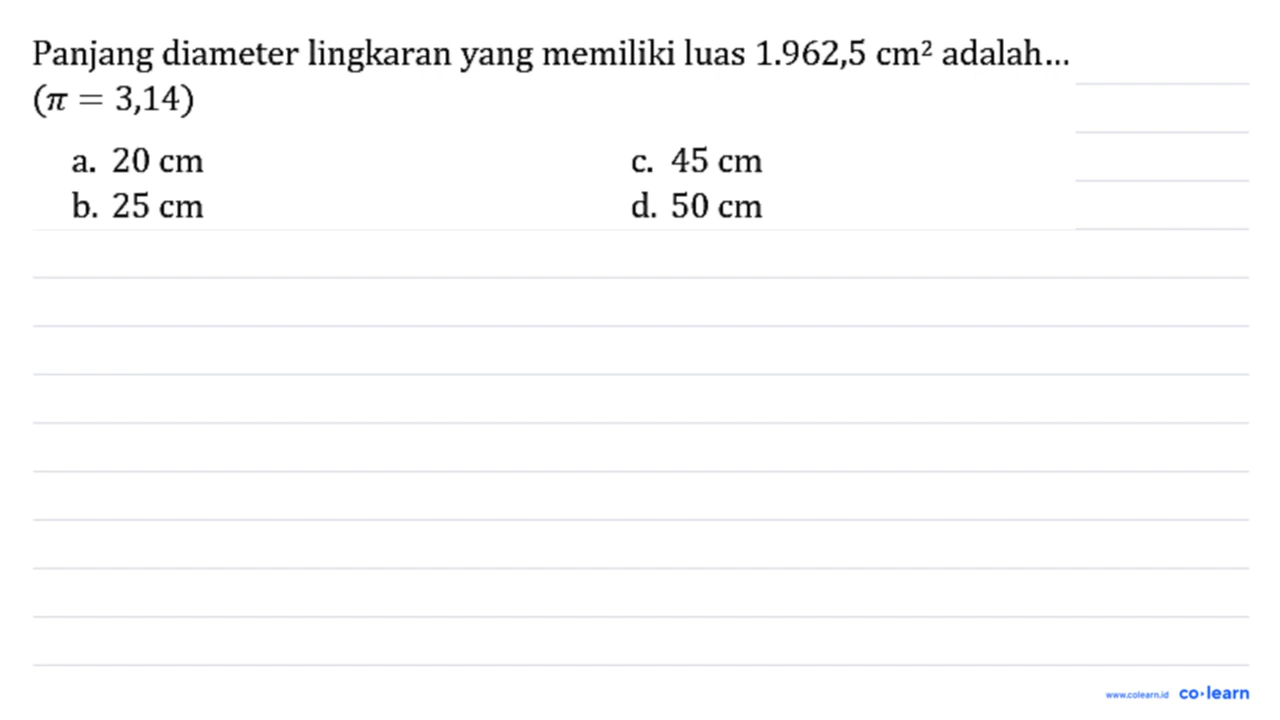 Panjang diameter lingkaran yang memiliki luas 1.962,5 cm² adalah...
(π = 3,14)
a. 20 cm
b. 25 cm
c. 45 cm
d. 50 cm
www.colearn.id co·learn